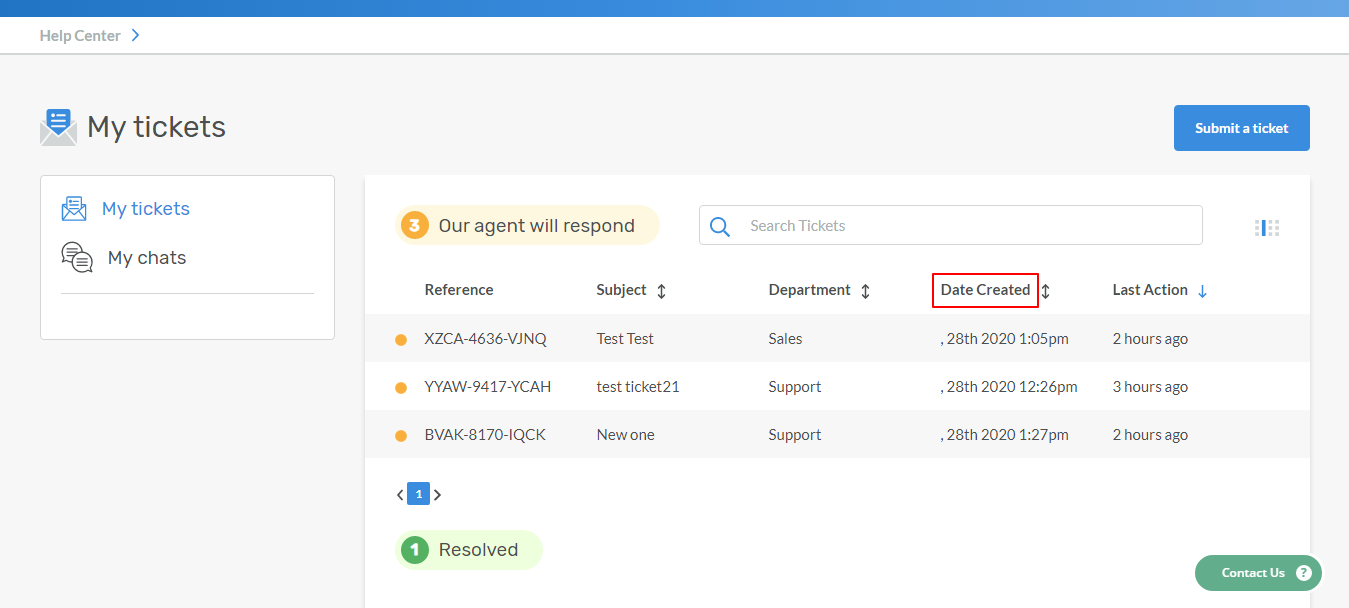 Help Center
My tickets
Submit a ticket
My tickets
My chats
3 Our agent will respond
Search Tickets
Reference Subject Department Date Created Last Action
XZCA-4636-VJNQ Test Test Sales , 28th 2020 1:05pm 2 hours ago
YYAW-9417-YCAH test ticket21 Support , 28th 2020 12:26pm 3 hours ago
BVAK-8170-IQCK New one Support , 28th 2020 1:27pm 2 hours ago
1
1 Resolved
Contact Us ?